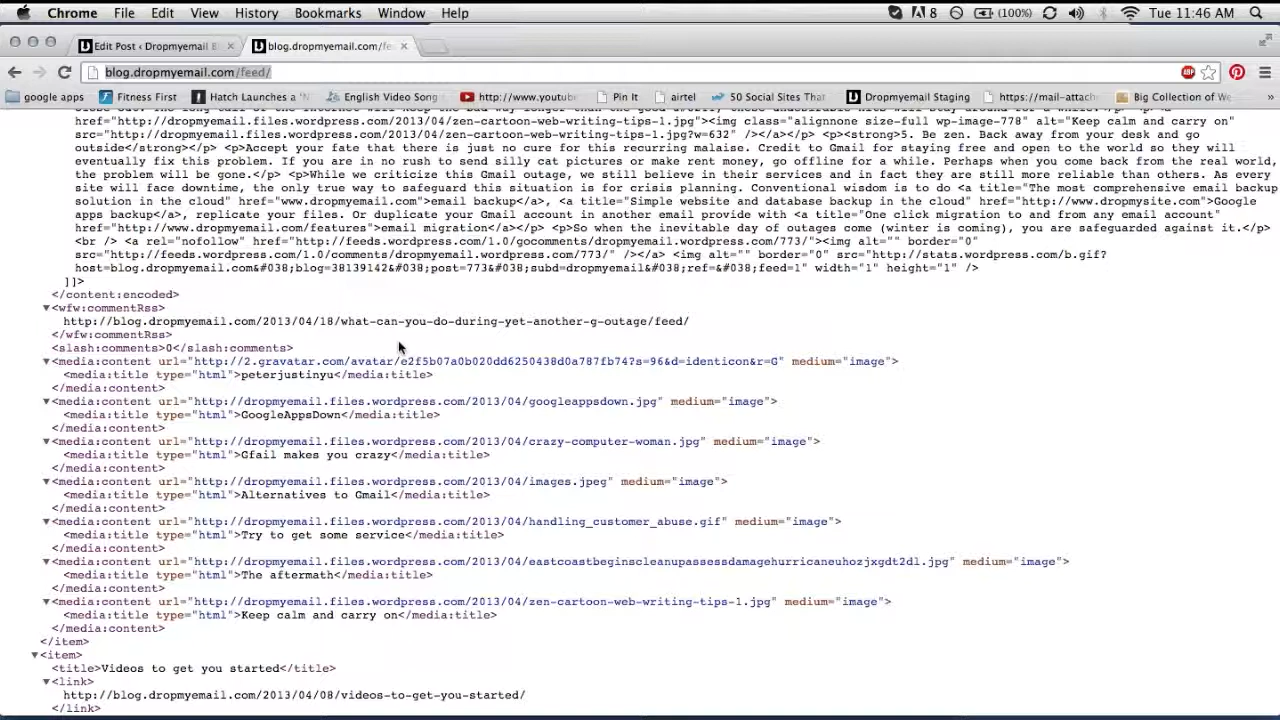 Chrome File Edit View History Bookmarks Window Help 8 (100%) Tue 11:46 AM
Edit Post ‹ Dropmyemail B × blog.dropmyemail.com/fe ×
blog.dropmyemail.com/feed/ ABP
google apps Fitness First Hatch Launches a 'N English Video Song http://www.youtube Pin It airtel 50 Social Sites Tha Dropmyemail Staging https://mail-attach Big Collection of We »
href="http://dropmyemail.files.wordpress.com/2013/04/zen-cartoon-web-writing-tips-1.jpg"><img class="alignnone size-full wp-image-778" alt="Keep calm and carry on"
src="http://dropmyemail.files.wordpress.com/2013/04/zen-cartoon-web-writing-tips-1.jpg?w=632" /></a></p> <p><strong>5. Be zen. Back away from your desk and go
outside</strong></p> <p>Accept your fate that there is just no cure for this recurring malaise. Credit to Gmail for staying free and open to the world so they will
eventually fix this problem. If you are in no rush to send silly cat pictures or make rent money, go offline for a while. Perhaps when you come back from the real world,
the problem will be gone.</p> <p>While we criticize this Gmail outage, we still believe in their services and in fact they are still more reliable than others. As every
site will face downtime, the only true way to safeguard this situation is for crisis planning. Conventional wisdom is to do <a title="The most comprehensive email backup
solution in the cloud" href="www.dropmyemail.com">email backup</a>, <a title="Simple website and database backup in the cloud" href="www.dropmysite.com">Google
apps backup</a>, replicate your files. Or duplicate your Gmail account in another email provide with <a title="One click migration to and from any email account"
href="http://www.dropmyemail.com/features">email migration</a></p> <p>So when the inevitable day of outages come (winter is coming), you are safeguarded against it.</p>
<br /> <a rel="nofollow" href="http://feeds.wordpress.com/1.0/gocomments/dropmyemail.wordpress.com/773/"><img alt="" border="0"
src="http://feeds.wordpress.com/1.0/comments/dropmyemail.wordpress.com/773/" /></a> <img alt="" border="0" src="http://stats.wordpress.com/b.gif?
host=blog.dropmyemail.com&#038;blog=38139142&#038;post=773&#038;subd=dropmyemail&#038;ref=&#038;feed=1" width="1" height="1" />
]]>
</content:encoded>
▼<wfw:commentRss>
http://blog.dropmyemail.com/2013/04/18/what-can-you-do-during-yet-another-g-outage/feed/
</wfw:commentRss>
<slash:comments>0</slash:comments>
▼<media:content url="http://2.gravatar.com/avatar/e2f5b07a0b020dd6250438d0a787fb74?s=96&d=identicon&r=G" medium="image">
<media:title type="html">peterjustinyu</media:title>
</media:content>
▼<media:content url="http://dropmyemail.files.wordpress.com/2013/04/googleappsdown.jpg" medium="image">
<media:title type="html">GoogleAppsDown</media:title>
</media:content>
▼<media:content url="http://dropmyemail.files.wordpress.com/2013/04/crazy-computer-woman.jpg" medium="image">
<media:title type="html">Gfail makes you crazy</media:title>
</media:content>
▼<media:content url="http://dropmyemail.files.wordpress.com/2013/04/images.jpeg" medium="image">
<media:title type="html">Alternatives to Gmail</media:title>
</media:content>
▼<media:content url="http://dropmyemail.files.wordpress.com/2013/04/handling_customer_abuse.gif" medium="image">
<media:title type="html">Try to get some service</media:title>
</media:content>
▼<media:content url="http://dropmyemail.files.wordpress.com/2013/04/eastcoastbeginscleanupassessdamagehurricaneuhozjxgdt2dl.jpg" medium="image">
<media:title type="html">The aftermath</media:title>
</media:content>
▼<media:content url="http://dropmyemail.files.wordpress.com/2013/04/zen-cartoon-web-writing-tips-1.jpg" medium="image">
<media:title type="html">Keep calm and carry on</media:title>
</media:content>
</item>
▼<item>
<title>Videos to get you started</title>
▼<link>
http://blog.dropmyemail.com/2013/04/08/videos-to-get-you-started/
</link>